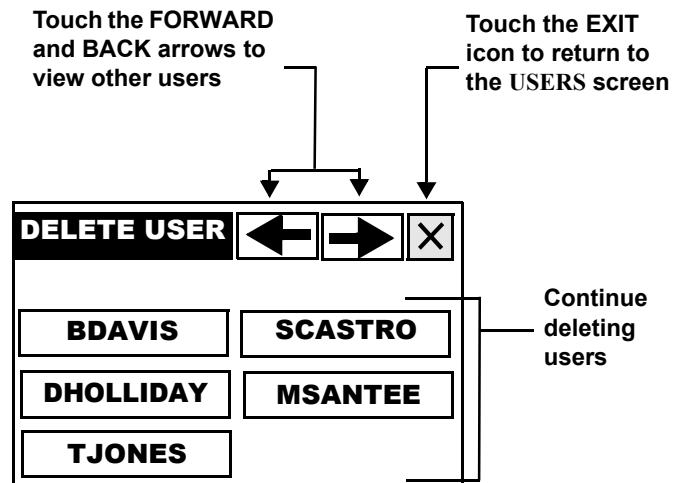 Touch the FORWARD
and BACK arrows to
view other users
Touch the EXIT
icon to return to
the USERS screen
DELETE USER
BDAVIS
SCASTRO
DHOLLIDAY
MSANTEE
TJONES
Continue
deleting
users